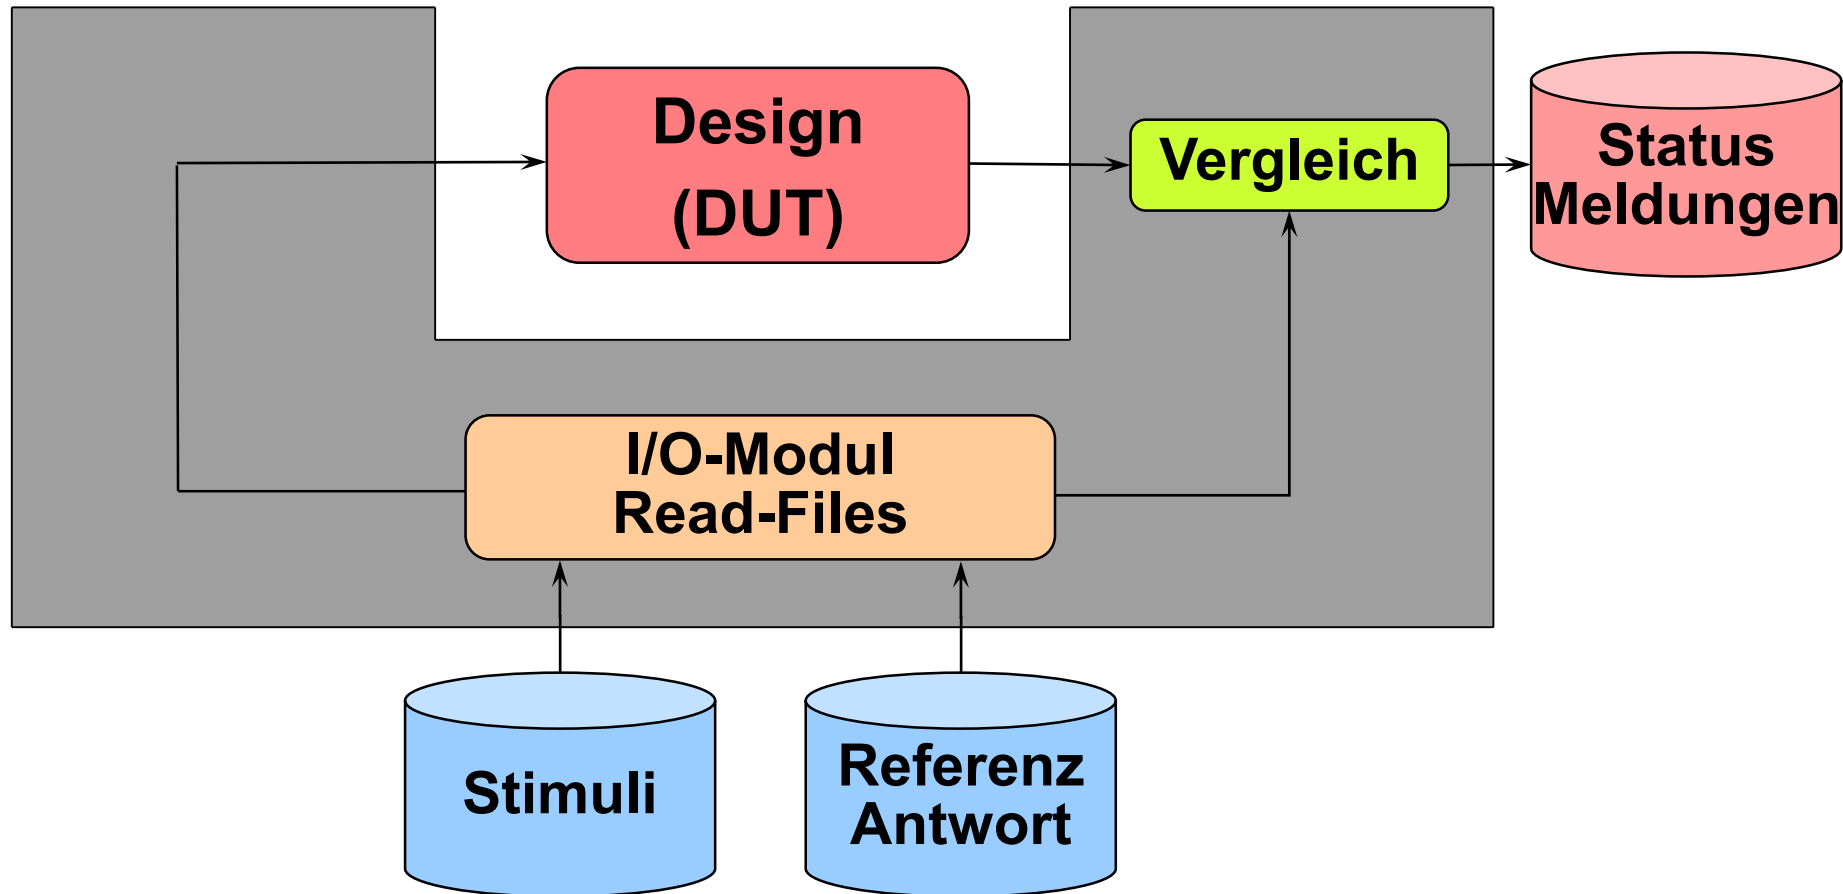 Design
(DUT)
Vergleich
Status
Meldungen
I/O-Modul
Read-Files
Stimuli
Referenz
Antwort